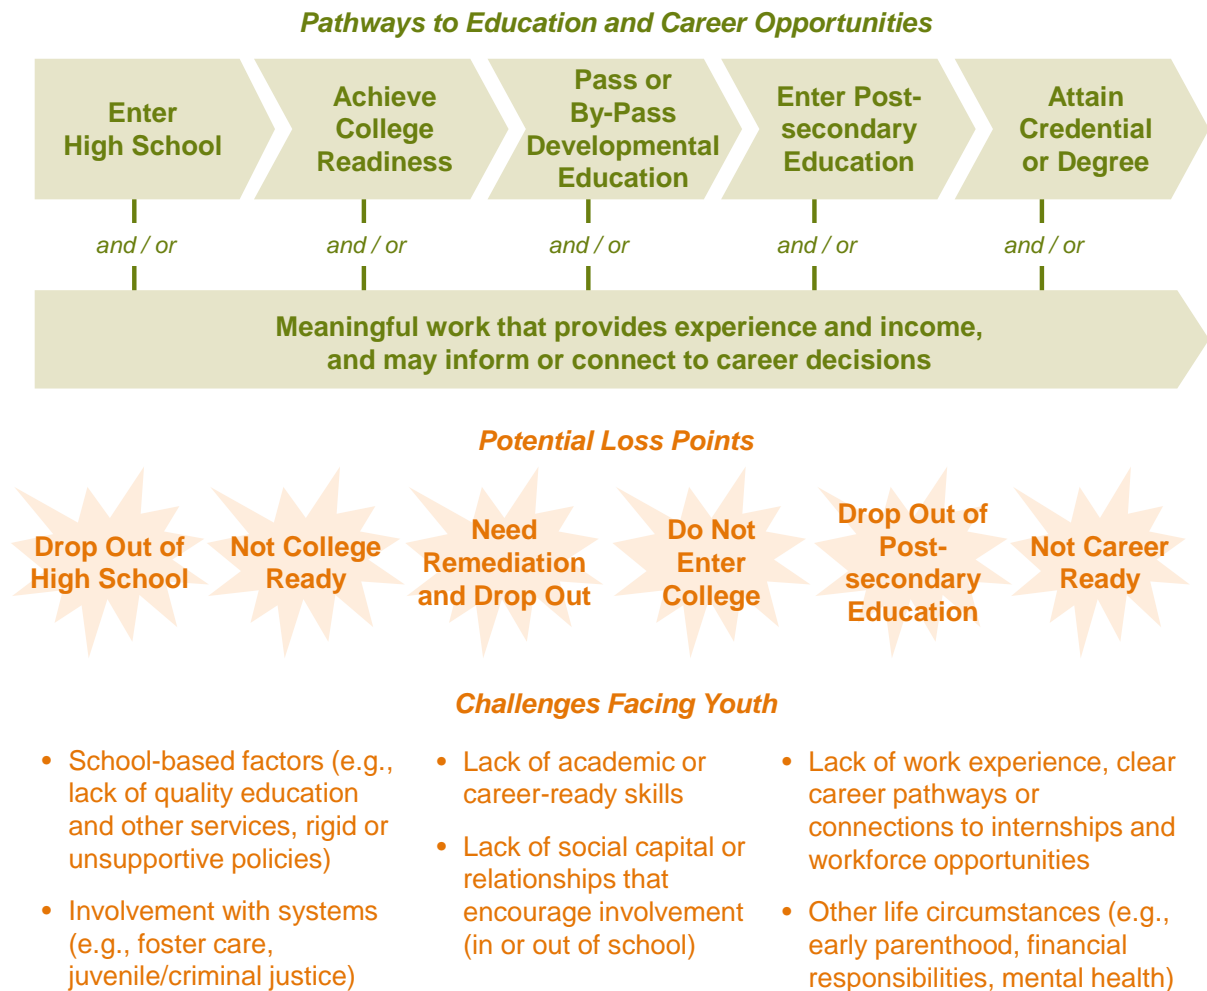 Pathways to Education and Career Opportunities
Enter
High School
Achieve
College
Readiness
Pass or
By-Pass
Developmental
Education
Enter Post-
secondary
Education
Attain
Credential
or Degree
and / or
and / or
and / or
and / or
and / or
Meaningful work that provides experience and income,
and may inform or connect to career decisions
Potential Loss Points
Drop Out of
High School
Not College
Ready
Need
Remediation
and Drop Out
Do Not
Enter
College
Drop Out of
Post-
secondary
Education
Not Career
Ready
Challenges Facing Youth
• School-based factors (e.g.,
lack of quality education
and other services, rigid or
unsupportive policies)
• Involvement with systems
(e.g., foster care,
juvenile/criminal justice)
• Lack of academic or
career-ready skills
• Lack of social capital or
relationships that
encourage involvement
(in or out of school)
• Lack of work experience, clear
career pathways or
connections to internships and
workforce opportunities
• Other life circumstances (e.g.,
early parenthood, financial
responsibilities, mental health)